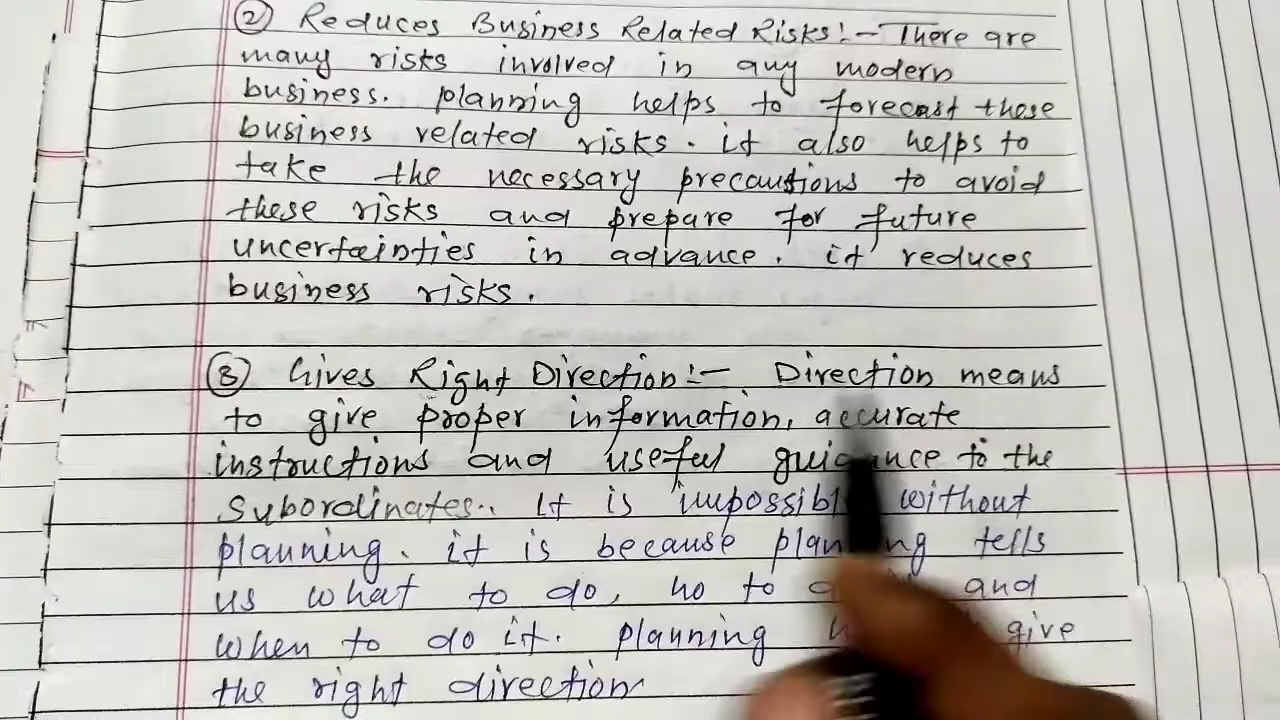 ② Reduces Business Related Risks:- There are
many risks involved in any modern
business. planning helps to forecast these
business related risks. it also helps to
take the necessary precautions to avoid
these risks and prepare for future
uncertainties in advance. it reduces
business risks.
③ Gives Right Direction:- Direction means
to give proper information, accurate
instructions and useful guidance to the
Subordinates.. It is impossible without
planning. it is because planning tells
us what to do, ho to and
when to do it. planning give
the right direction